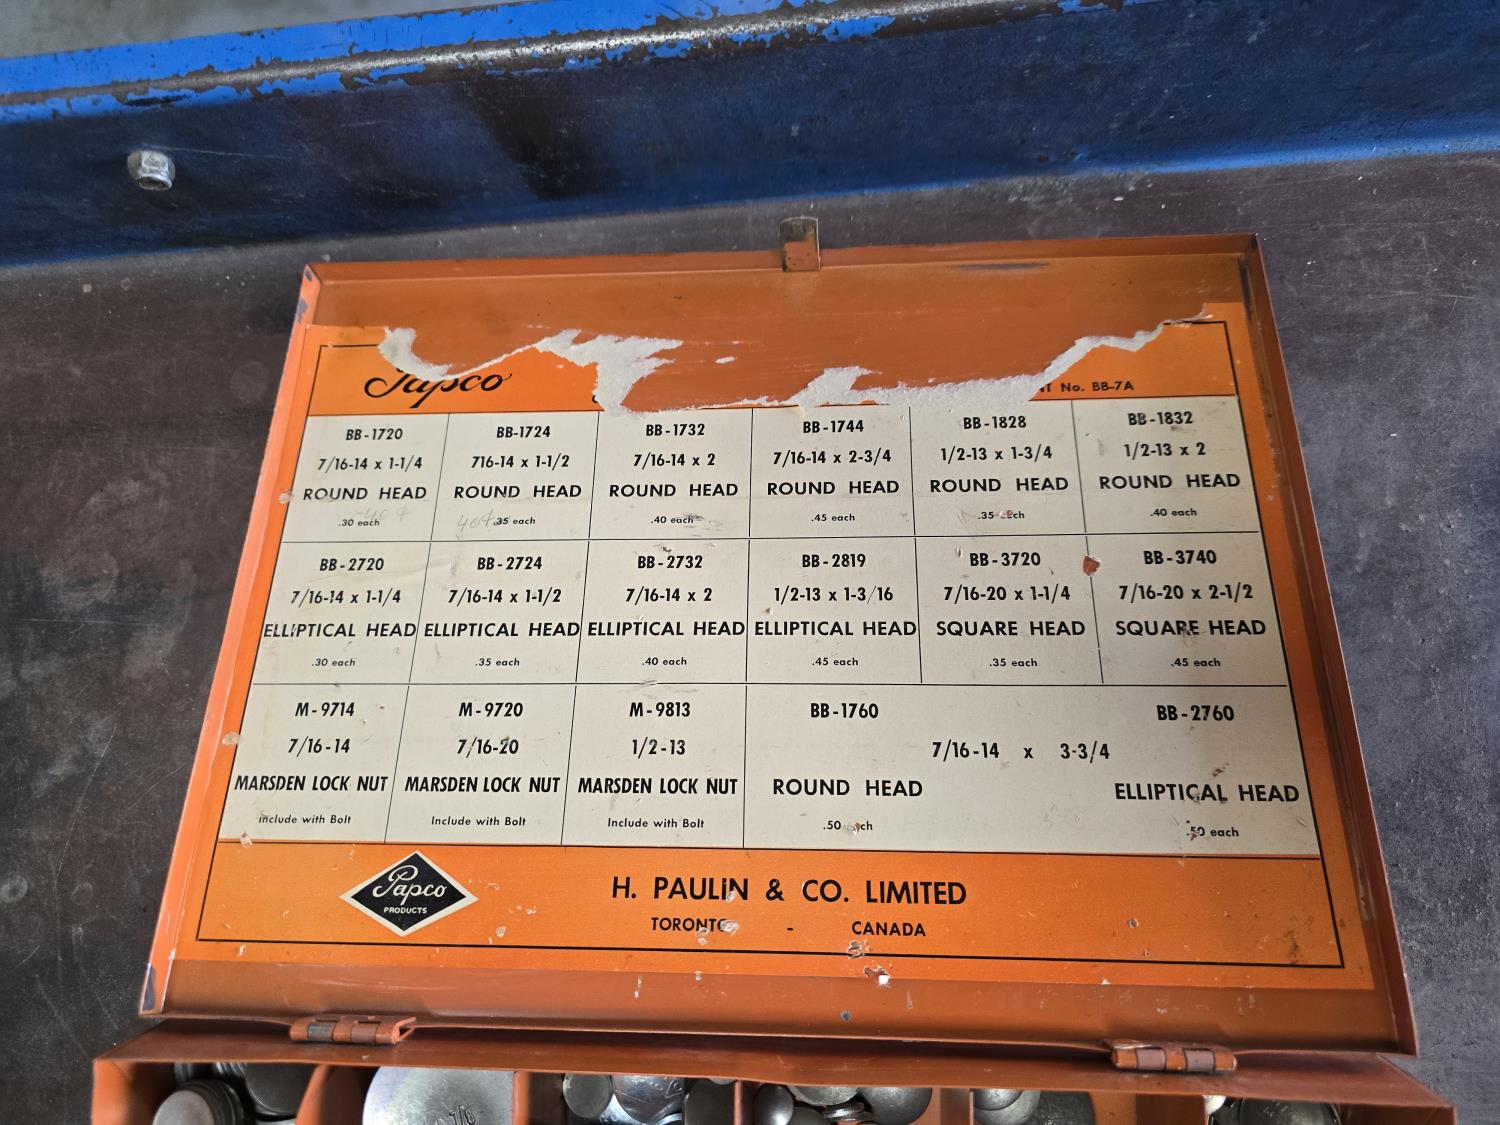 Papco
NT No. BB-7A
BB-1720 BB-1724 BB-1732 BB-1744 BB-1828 BB-1832
7/16-14 x 1-1/4 716-14 x 1-1/2 7/16-14 x 2 7/16-14 x 2-3/4 1/2-13 x 1-3/4 1/2-13 x 2
ROUND HEAD ROUND HEAD ROUND HEAD ROUND HEAD ROUND HEAD ROUND HEAD
.30 each 40¢ .35 each .40 each .45 each .35 each .40 each
BB-2720 BB-2724 BB-2732 BB-2819 BB-3720 BB-3740
7/16-14 x 1-1/4 7/16-14 x 1-1/2 7/16-14 x 2 1/2-13 x 1-3/16 7/16-20 x 1-1/4 7/16-20 x 2-1/2
ELLIPTICAL HEAD ELLIPTICAL HEAD ELLIPTICAL HEAD ELLIPTICAL HEAD SQUARE HEAD SQUARE HEAD
.30 each .35 each .40 each .45 each .35 each .45 each
M-9714 M-9720 M-9813 BB-1760 BB-2760
7/16-14 7/16-20 1/2-13 7/16-14 x 3-3/4
MARSDEN LOCK NUT MARSDEN LOCK NUT MARSDEN LOCK NUT ROUND HEAD ELLIPTICAL HEAD
Include with Bolt Include with Bolt Include with Bolt .50 each .50 each
Papco
PRODUCTS
H. PAULIN & CO. LIMITED
TORONTO - CANADA